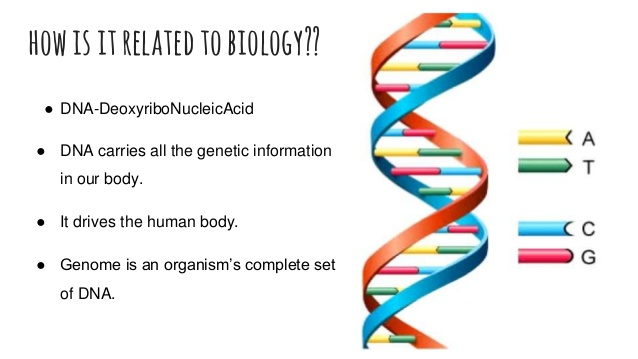 HOW IS IT RELATED TO BIOLOGY??
● DNA-DeoxyriboNucleicAcid
● DNA carries all the genetic information
in our body.
● It drives the human body.
● Genome is an organism's complete set
of DNA.
A
T
C
G